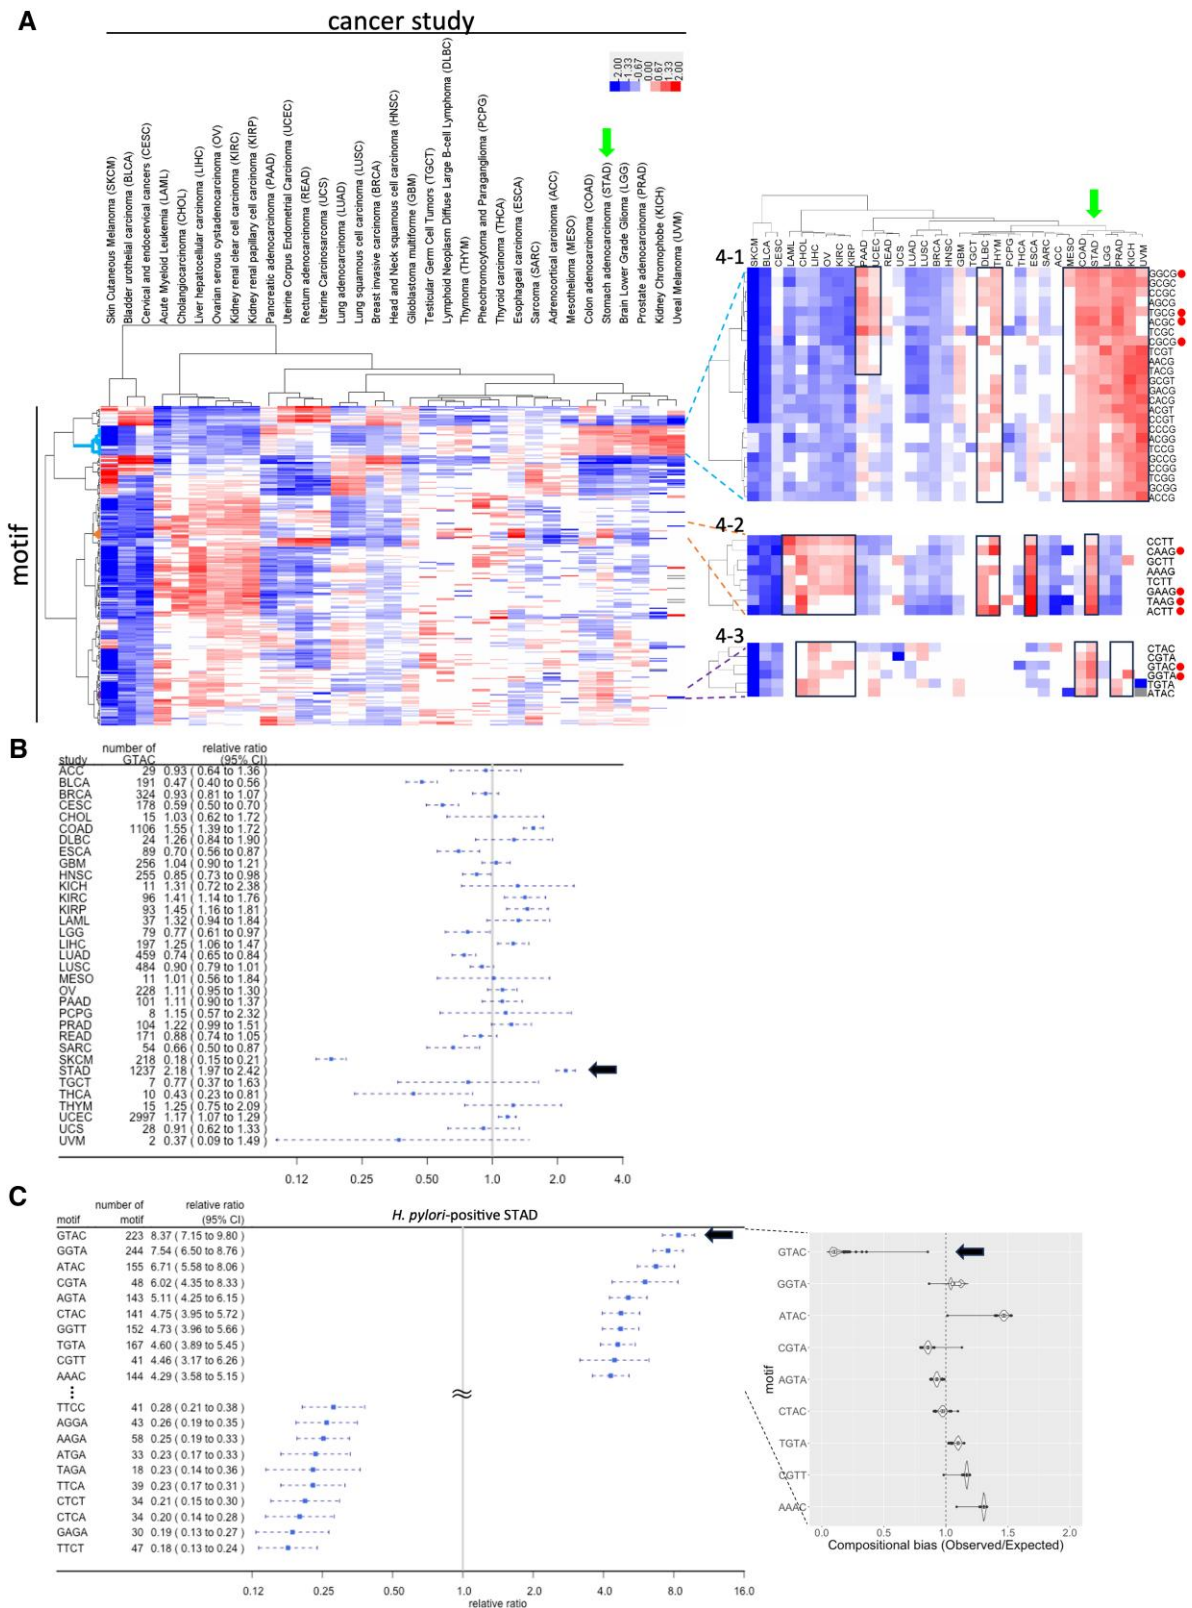 A
cancer study
-2.00
-1.33
-0.67
0.00
0.67
1.33
2.00
Skin Cutaneous Melanoma (SKCM)
Bladder urothelial carcinoma (BLCA)
Cervical and endocervical cancers (CESC)
Acute Myeloid Leukemia (LAML)
Cholangiocarcinoma (CHOL)
Liver hepatocellular carcinoma (LIHC)
Ovarian serous cystadenocarcinoma (OV)
Kidney renal clear cell carcinoma (KIRC)
Kidney renal papillary cell carcinoma (KIRP)
Pancreatic adenocarcinoma (PAAD)
Uterine Corpus Endometrial Carcinoma (UCEC)
Rectum adenocarcinoma (READ)
Uterine Carcinosarcoma (UCS)
Lung adenocarcinoma (LUAD)
Lung squamous cell carcinoma (LUSC)
Breast invasive carcinoma (BRCA)
Head and Neck squamous cell carcinoma (HNSC)
Glioblastoma multiforme (GBM)
Testicular Germ Cell Tumors (TGCT)
Lymphoid Neoplasm Diffuse Large B-cell Lymphoma (DLBC)
Thymoma (THYM)
Pheochromocytoma and Paraganglioma (PCPG)
Thyroid carcinoma (THCA)
Esophageal carcinoma (ESCA)
Sarcoma (SARC)
Adrenocortical carcinoma (ACC)
Mesothelioma (MESO)
Colon adenocarcinoma (COAD)
Stomach adenocarcinoma (STAD)
Brain Lower Grade Glioma (LGG)
Prostate adenocarcinoma (PRAD)
Kidney Chromophobe (KICH)
Uveal Melanoma (UVM)
motif
4-1
SKCM
BLCA
CESC
LAML
CHOL
LIHC
OV
KIRC
KIRP
PAAD
UCEC
READ
UCS
LUAD
LUSC
BRCA
HNSC
GBM
TGCT
DLBC
THYM
PCPG
THCA
ESCA
SARC
ACC
MESO
COAD
STAD
LGG
PRAD
KICH
UVM
GGCG
GCGC
CCGC
AGCG
TGCG
ACGC
TCGC
CGCG
TCGT
AACG
TACG
GCGT
GACG
CACG
ACGT
CCGT
CCCG
ACGG
TCCG
GCCG
CCGG
TCGG
GCGG
ACCG
4-2
CCTT
CAAG
GCTT
AAAG
TCTT
GAAG
TAAG
ACTT
4-3
CTAC
CGTA
GTAC
GGTA
TGTA
ATAC
B
number of relative ratio
study GTAC (95% CI)
ACC 29 0.93 ( 0.64 to 1.36 )
BLCA 191 0.47 ( 0.40 to 0.56 )
BRCA 324 0.93 ( 0.81 to 1.07 )
CESC 178 0.59 ( 0.50 to 0.70 )
CHOL 15 1.03 ( 0.62 to 1.72 )
COAD 1106 1.55 ( 1.39 to 1.72 )
DLBC 24 1.26 ( 0.84 to 1.90 )
ESCA 89 0.70 ( 0.56 to 0.87 )
GBM 256 1.04 ( 0.90 to 1.21 )
HNSC 255 0.85 ( 0.73 to 0.98 )
KICH 11 1.31 ( 0.72 to 2.38 )
KIRC 96 1.41 ( 1.14 to 1.76 )
KIRP 93 1.45 ( 1.16 to 1.81 )
LAML 37 1.32 ( 0.94 to 1.84 )
LGG 79 0.77 ( 0.61 to 0.97 )
LIHC 197 1.25 ( 1.06 to 1.47 )
LUAD 459 0.74 ( 0.65 to 0.84 )
LUSC 484 0.90 ( 0.79 to 1.01 )
MESO 11 1.01 ( 0.56 to 1.84 )
OV 228 1.11 ( 0.95 to 1.30 )
PAAD 101 1.11 ( 0.90 to 1.37 )
PCPG 8 1.15 ( 0.57 to 2.32 )
PRAD 104 1.22 ( 0.99 to 1.51 )
READ 171 0.88 ( 0.74 to 1.05 )
SARC 54 0.66 ( 0.50 to 0.87 )
SKCM 218 0.18 ( 0.15 to 0.21 )
STAD 1237 2.18 ( 1.97 to 2.42 )
TGCT 7 0.77 ( 0.37 to 1.63 )
THCA 10 0.43 ( 0.23 to 0.81 )
THYM 15 1.25 ( 0.75 to 2.09 )
UCEC 2997 1.17 ( 1.07 to 1.29 )
UCS 28 0.91 ( 0.62 to 1.33 )
UVM 2 0.37 ( 0.09 to 1.49 )
0.12 0.25 0.50 1.0 2.0 4.0
C
number of relative ratio
motif motif (95% CI)
H. pylori-positive STAD
GTAC 223 8.37 ( 7.15 to 9.80 )
GGTA 244 7.54 ( 6.50 to 8.76 )
ATAC 155 6.71 ( 5.58 to 8.06 )
CGTA 48 6.02 ( 4.35 to 8.33 )
AGTA 143 5.11 ( 4.25 to 6.15 )
CTAC 141 4.75 ( 3.95 to 5.72 )
GGTT 152 4.73 ( 3.96 to 5.66 )
TGTA 167 4.60 ( 3.89 to 5.45 )
CGTT 41 4.46 ( 3.17 to 6.26 )
AAAC 144 4.29 ( 3.58 to 5.15 )
⋮
TTCC 41 0.28 ( 0.21 to 0.38 )
AGGA 43 0.26 ( 0.19 to 0.35 )
AAGA 58 0.25 ( 0.19 to 0.33 )
ATGA 33 0.23 ( 0.17 to 0.33 )
TAGA 18 0.23 ( 0.14 to 0.36 )
TTCA 39 0.23 ( 0.17 to 0.31 )
CTCT 34 0.21 ( 0.15 to 0.30 )
CTCA 34 0.20 ( 0.14 to 0.28 )
GAGA 30 0.19 ( 0.13 to 0.27 )
TTCT 47 0.18 ( 0.13 to 0.24 )
0.12 0.25 0.50 1.0 2.0 4.0 8.0 16.0
relative ratio
motif
GTAC
GGTA
ATAC
CGTA
AGTA
CTAC
TGTA
CGTT
AAAC
0.0 0.5 1.0 1.5 2.0
Compositional bias (Observed/Expected)